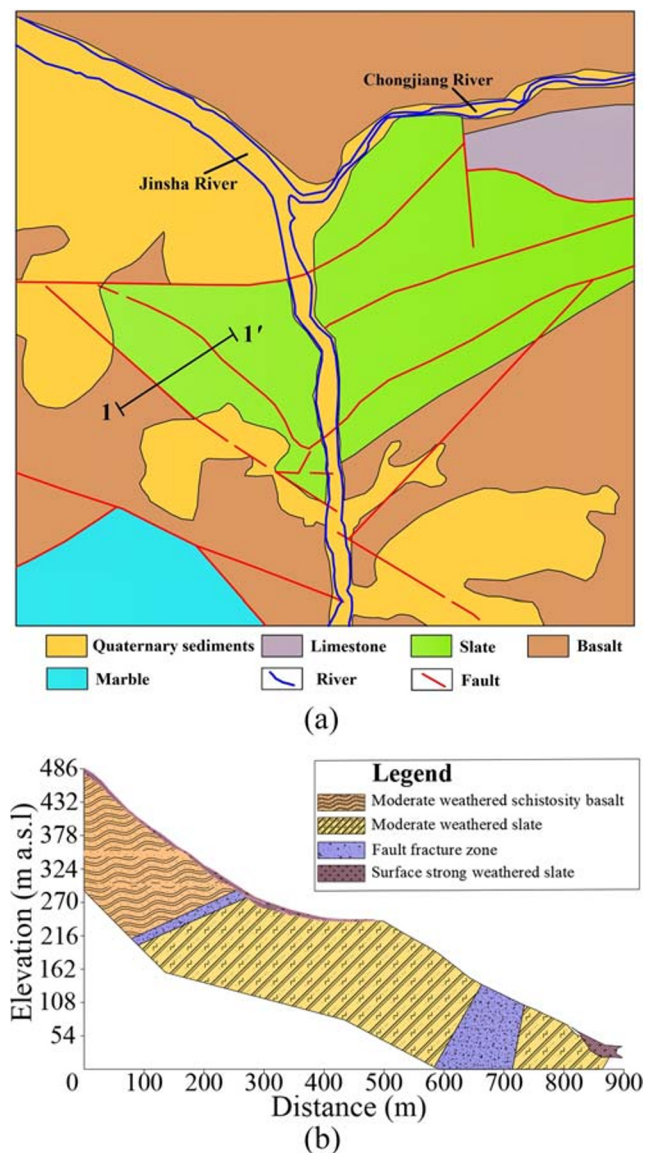 Chongjiang River
Jinsha River
1′
1
Quaternary sediments
Limestone
Slate
Basalt
Marble
River
Fault
(a)
486
432
378
324
270
216
162
108
54
Elevation (m a.s.l)
Legend
Moderate weathered schistosity basalt
Moderate weathered slate
Fault fracture zone
Surface strong weathered slate
0 100 200 300 400 500 600 700 800 900
Distance (m)
(b)